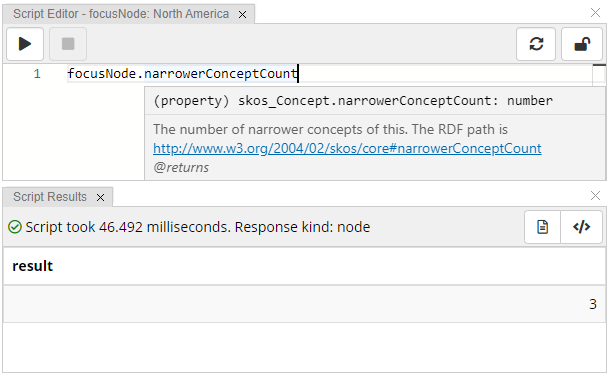 Script Editor - focusNode: North America
1 focusNode.narrowerConceptCount
(property) skos_Concept.narrowerConceptCount: number
The number of narrower concepts of this. The RDF path is
http://www.w3.org/2004/02/skos/core#narrowerConceptCount
@returns
Script Results
Script took 46.492 milliseconds. Response kind: node
result
3